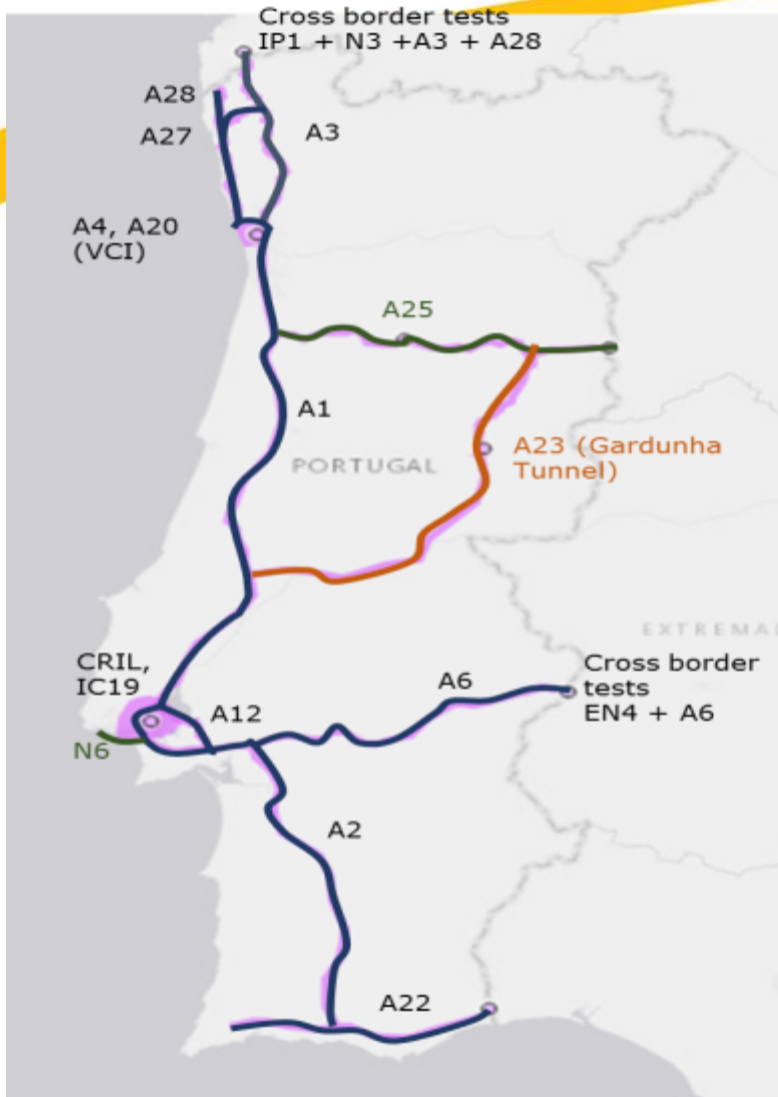 Cross border tests
IP1 + N3 +A3 + A28
A28
A27
A3
A4, A20
(VCI)
A25
A1
A23 (Gardunha
Tunnel)
PORTUGAL
EXTREMA
CRIL,
IC19
A12
A6
Cross border
tests
EN4 + A6
N6
A2
A22